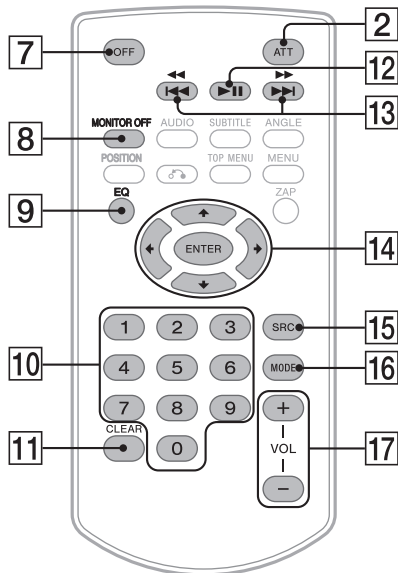 2
7
OFF
ATT
12
13
8
MONITOR OFF AUDIO SUBTITLE ANGLE
POSITION TOP MENU MENU
9
EQ
ZAP
ENTER
14
1 2 3
SRC
15
10
4 5 6
MODE
16
7 8 9
+
11
CLEAR
0
VOL
17
−